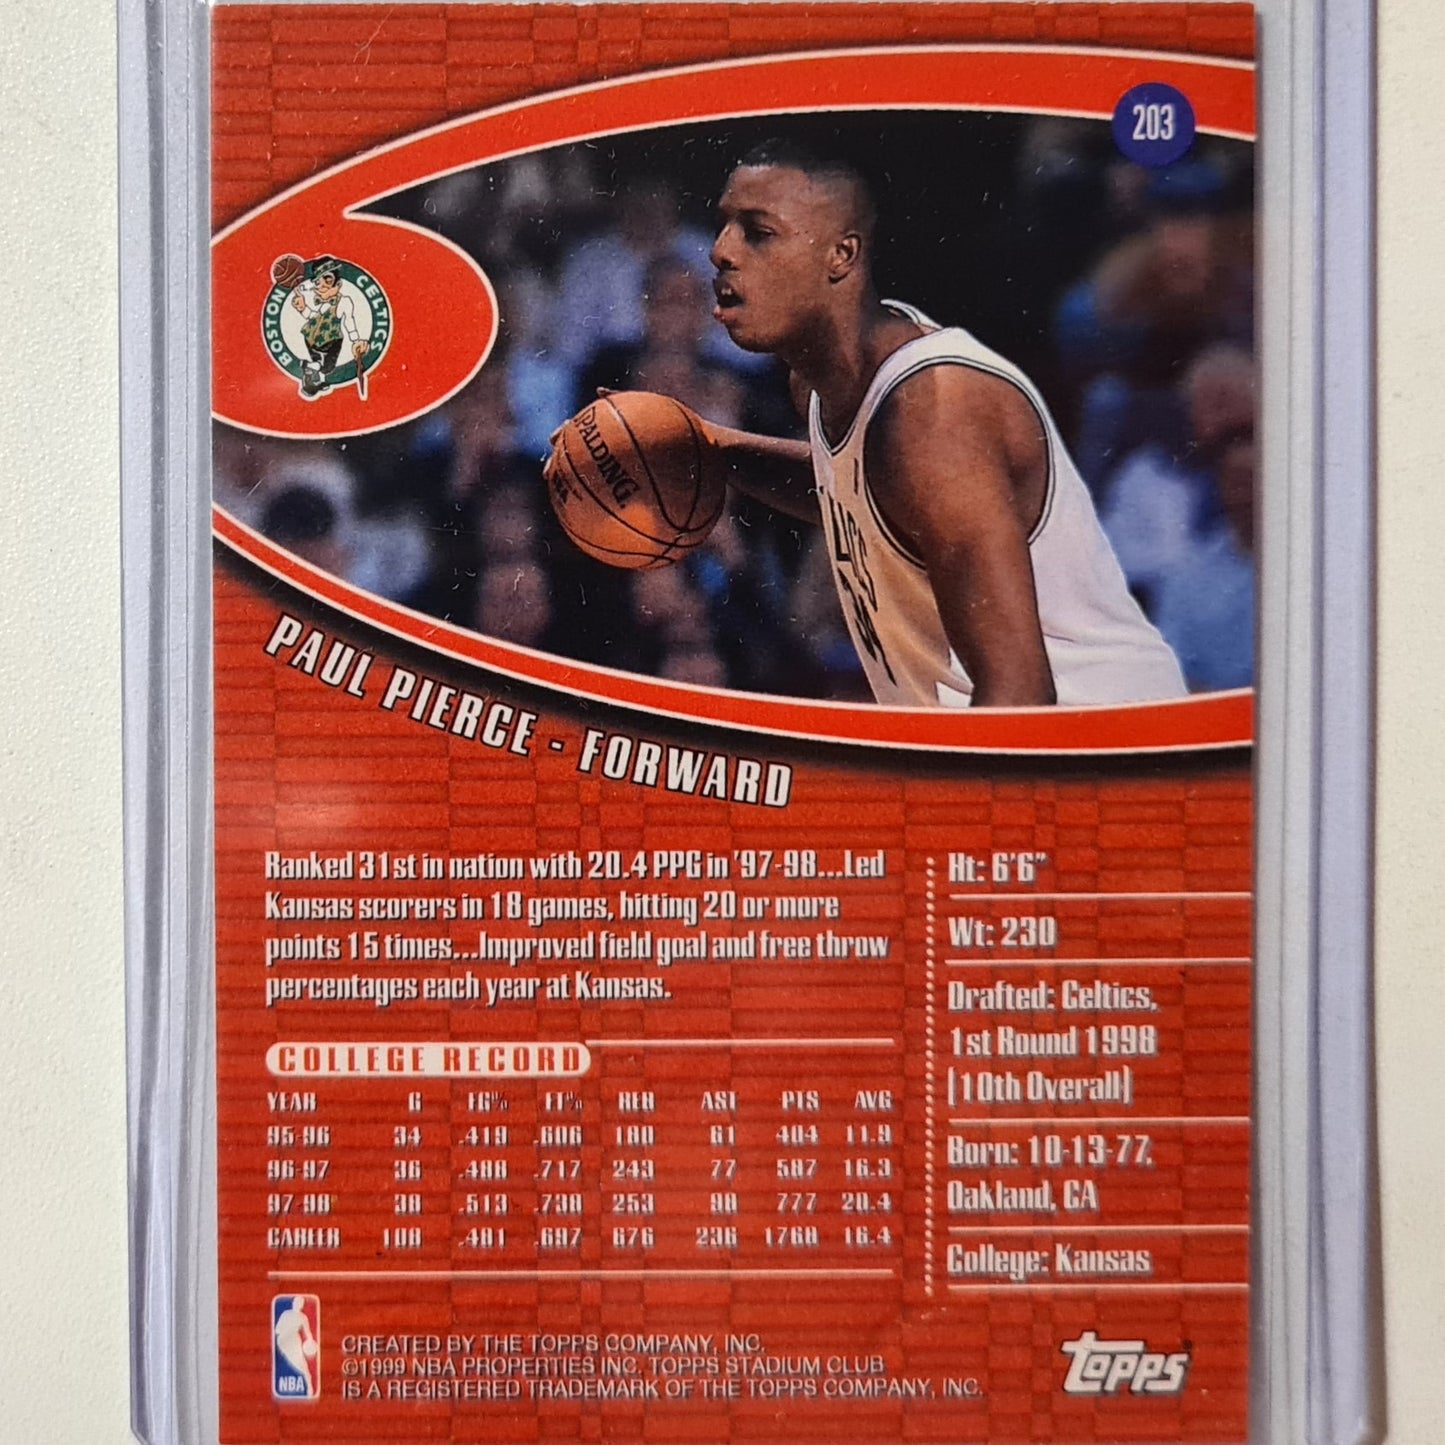 203
BOSTON CELTICS
SPALDING
PAUL PIERCE - FORWARD
Ranked 31st in nation with 20.4 PPG in '97-98...Led
Kansas scorers in 18 games, hitting 20 or more
points 15 times...Improved field goal and free throw
percentages each year at Kansas.
COLLEGE RECORD
YEAR G FG% FT% REB AST PTS AVG
95-96 34 .419 .606 180 61 404 11.9
96-97 36 .488 .717 243 77 587 16.3
97-98 38 .513 .738 253 98 777 20.4
CAREER 108 .481 .697 676 236 1768 16.4
Ht: 6'6"
Wt: 230
Drafted: Celtics,
1st Round 1998
(10th Overall)
Born: 10-13-77,
Oakland, CA
College: Kansas
NBA
CREATED BY THE TOPPS COMPANY, INC.
©1999 NBA PROPERTIES INC. TOPPS STADIUM CLUB
IS A REGISTERED TRADEMARK OF THE TOPPS COMPANY, INC.
TOPPS